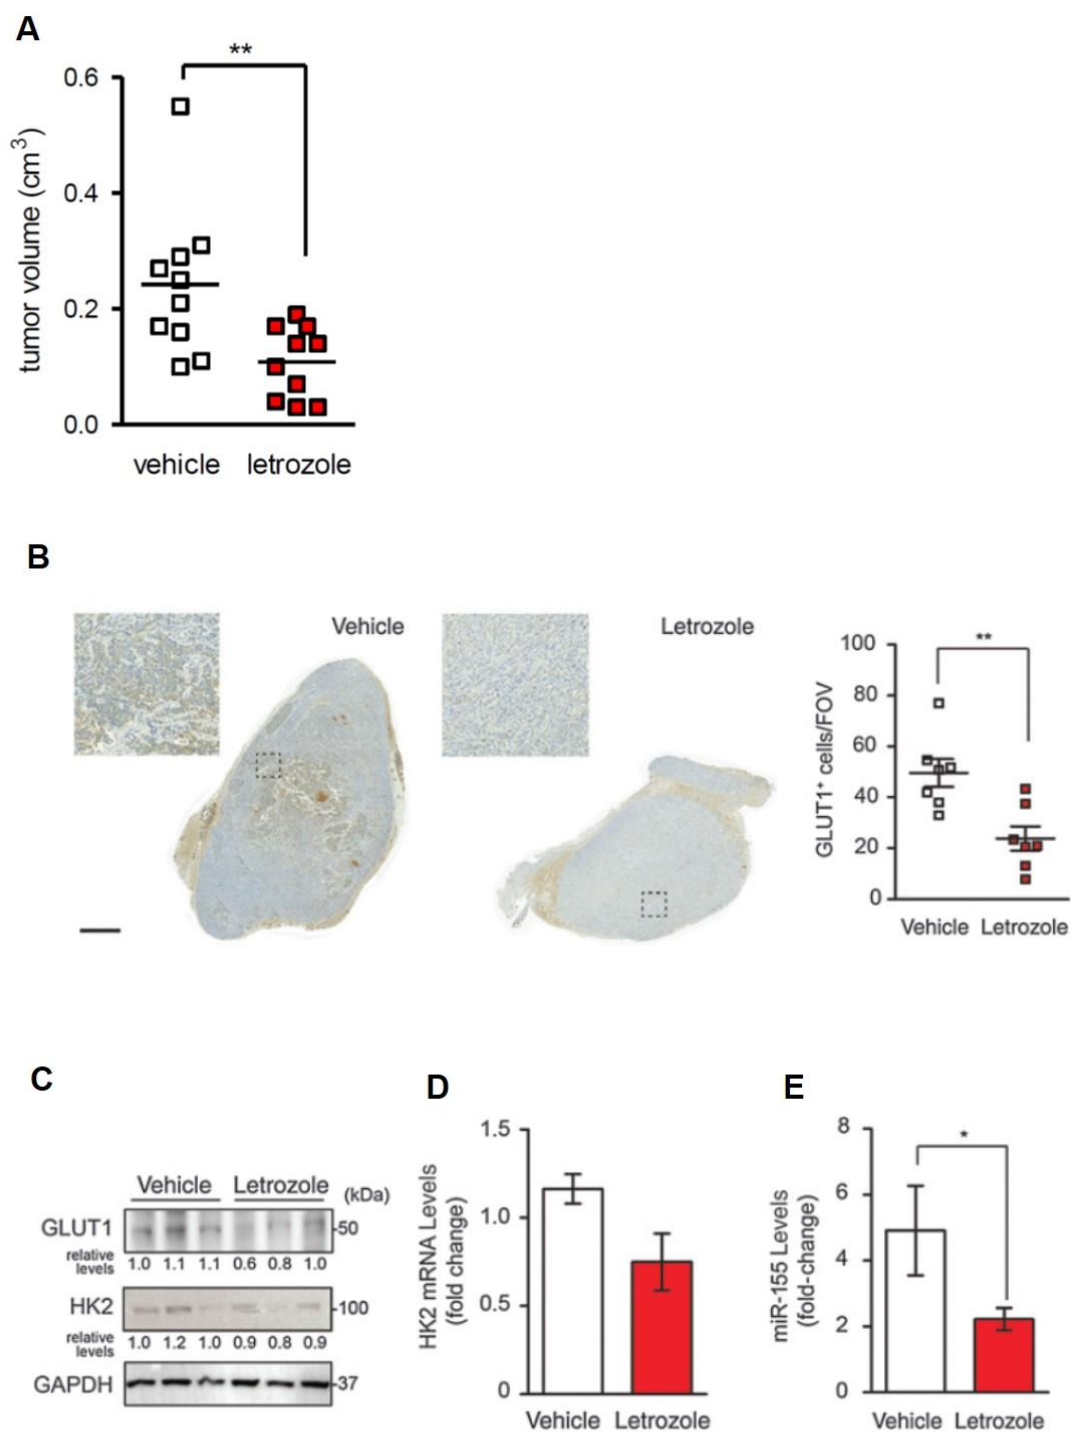 A
**
0.6
0.4
0.2
0.0
tumor volume (cm³)
vehicle letrozole
B
Vehicle
Letrozole
100
80
60
40
20
0
GLUT1⁺ cells/FOV
**
Vehicle Letrozole
C
Vehicle Letrozole (kDa)
GLUT1 -50
relative levels 1.0 1.1 1.1 0.6 0.8 1.0
HK2 -100
relative levels 1.0 1.2 1.0 0.9 0.8 0.9
GAPDH -37
D
1.5
1.0
0.5
0
HK2 mRNA Levels
(fold change)
Vehicle Letrozole
E
8
6
4
2
0
miR-155 Levels
(fold-change)
*
Vehicle Letrozole